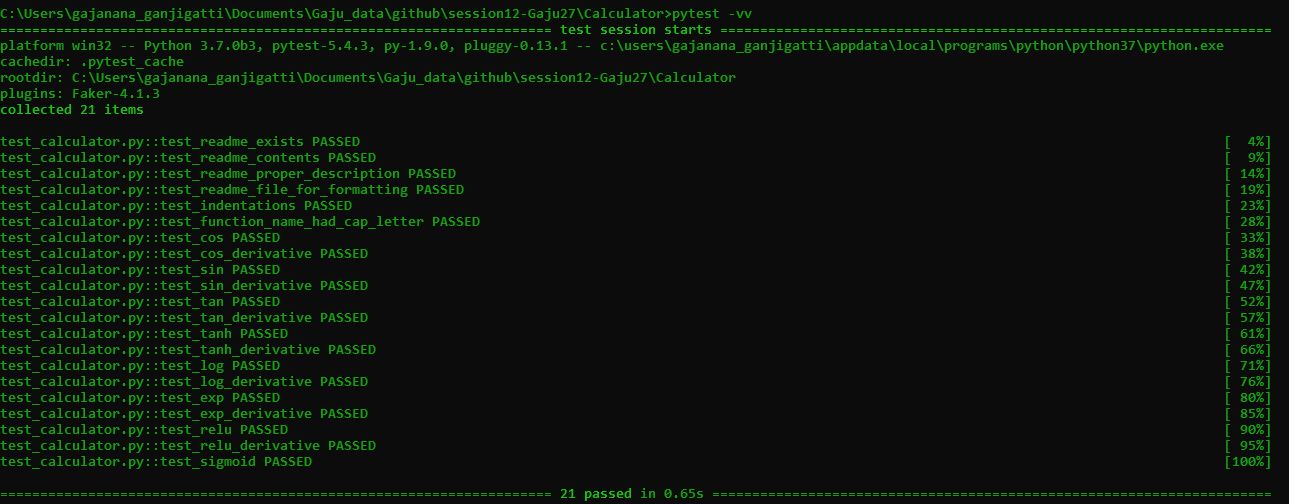 C:\Users\gajanana_ganjigatti\Documents\Gaju_data\github\session12-Gaju27\Calculator>pytest -vv
===================================================================== test session starts =====================================================================
platform win32 -- Python 3.7.0b3, pytest-5.4.3, py-1.9.0, pluggy-0.13.1 -- c:\users\gajanana_ganjigatti\appdata\local\programs\python\python37\python.exe
cachedir: .pytest_cache
rootdir: C:\Users\gajanana_ganjigatti\Documents\Gaju_data\github\session12-Gaju27\Calculator
plugins: Faker-4.1.3
collected 21 items
test_calculator.py::test_readme_exists PASSED [  4%]
test_calculator.py::test_readme_contents PASSED [  9%]
test_calculator.py::test_readme_proper_description PASSED [ 14%]
test_calculator.py::test_readme_file_for_formatting PASSED [ 19%]
test_calculator.py::test_indentations PASSED [ 23%]
test_calculator.py::test_function_name_had_cap_letter PASSED [ 28%]
test_calculator.py::test_cos PASSED [ 33%]
test_calculator.py::test_cos_derivative PASSED [ 38%]
test_calculator.py::test_sin PASSED [ 42%]
test_calculator.py::test_sin_derivative PASSED [ 47%]
test_calculator.py::test_tan PASSED [ 52%]
test_calculator.py::test_tan_derivative PASSED [ 57%]
test_calculator.py::test_tanh PASSED [ 61%]
test_calculator.py::test_tanh_derivative PASSED [ 66%]
test_calculator.py::test_log PASSED [ 71%]
test_calculator.py::test_log_derivative PASSED [ 76%]
test_calculator.py::test_exp PASSED [ 80%]
test_calculator.py::test_exp_derivative PASSED [ 85%]
test_calculator.py::test_relu PASSED [ 90%]
test_calculator.py::test_relu_derivative PASSED [ 95%]
test_calculator.py::test_sigmoid PASSED [100%]
===================================================================== 21 passed in 0.65s ======================================================================